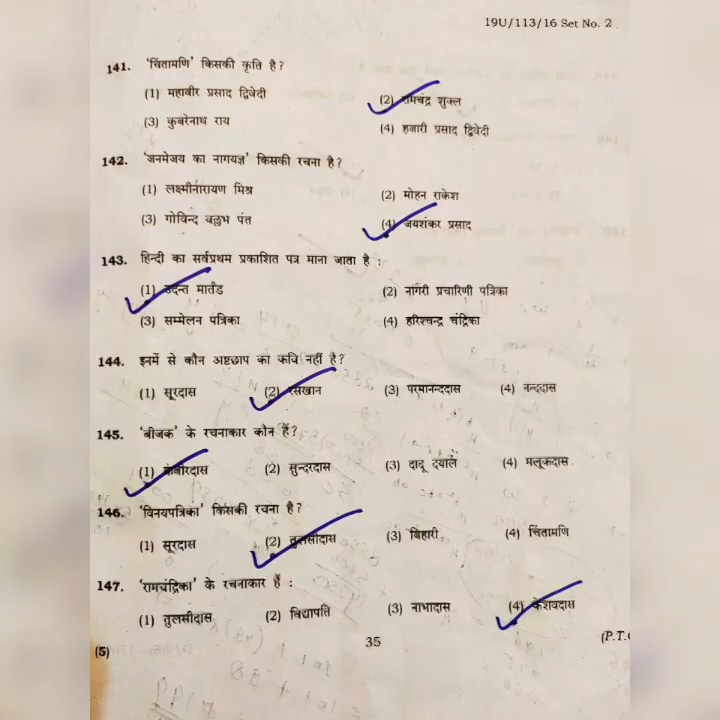 19U/113/16 Set No. 2
141. 'चिंतामणि' किसकी कृति है?
(1) महावीर प्रसाद द्विवेदी (2) रामचंद्र शुक्ल
(3) कुबेरनाथ राय (4) हजारी प्रसाद द्विवेदी
142. 'जनमेजय का नागयज्ञ' किसकी रचना है?
(1) लक्ष्मीनारायण मिश्र (2) मोहन राकेश
(3) गोविन्द वल्लभ पंत (4) जयशंकर प्रसाद
143. हिन्दी का सर्वप्रथम प्रकाशित पत्र माना जाता है :
(1) उदन्त मार्तंड (2) नागरी प्रचारिणी पत्रिका
(3) सम्मेलन पत्रिका (4) हरिश्चन्द्र चंद्रिका
144. इनमें से कौन अष्टछाप का कवि नहीं है?
(1) सूरदास (2) रसखान (3) परमानन्ददास (4) नन्ददास
145. 'बीजक' के रचनाकार कौन हैं?
(1) कबीरदास (2) सुन्दरदास (3) दादू दयाल (4) मलूकदास
146. 'विनयपत्रिका' किसकी रचना है?
(1) सूरदास (2) तुलसीदास (3) बिहारी (4) चिंतामणि
147. 'रामचंद्रिका' के रचनाकार हैं :
(1) तुलसीदास (2) विद्यापति (3) नाभादास (4) केशवदास
(5) 35 (P.T.